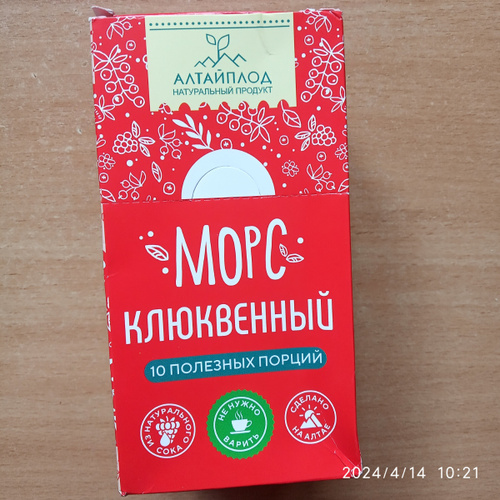 АЛТАЙПЛОД
НАТУРАЛЬНЫЙ ПРОДУКТ
МОРС
КЛЮКВЕННЫЙ
10 ПОЛЕЗНЫХ ПОРЦИЙ
ИЗ НАТУРАЛЬНОГО
СОКА
НЕ НУЖНО
ВАРИТЬ
СДЕЛАНО
НА АЛТАЕ
2024/4/14 10:21